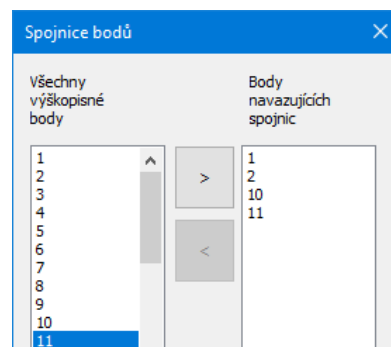 Spojnice bodů
Všechny
výškopisné
body
1
2
3
4
5
6
7
8
9
10
11
>
<
Body
navazujících
spojnic
1
2
10
11